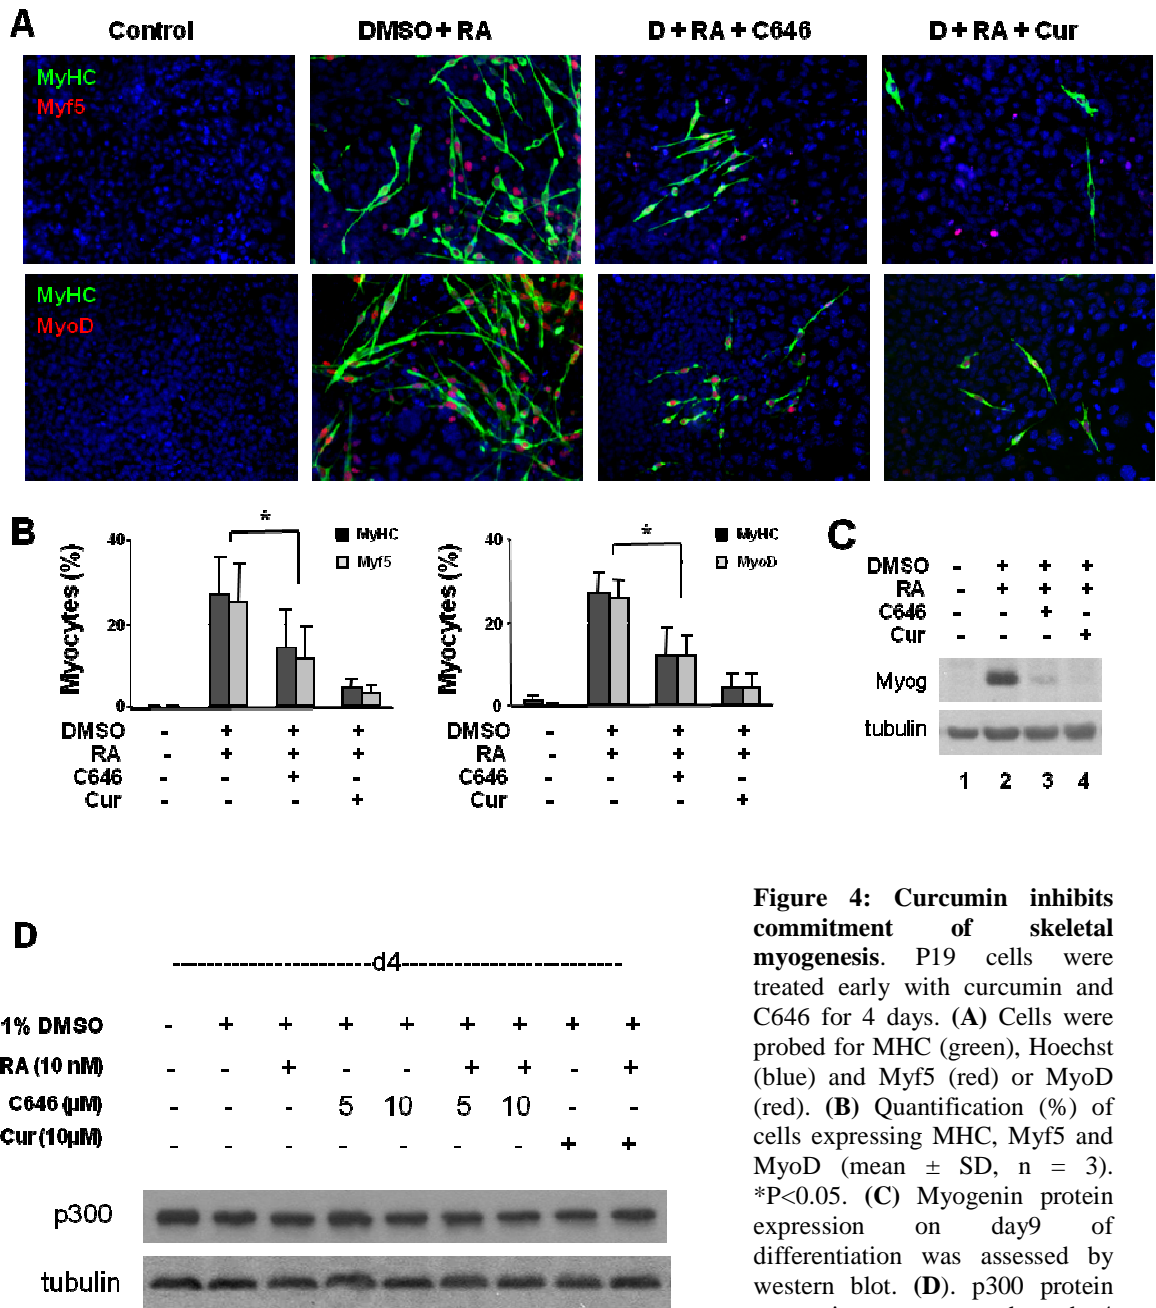 A
Control DMSO + RA D + RA + C646 D + RA + Cur
MyHC
Myf5
MyHC
MyoD
B
Myocytes (%)
40
20
0
*
MyHC
Myf5
DMSO - + + +
RA - + + +
C646 - - + -
Cur - - - +
Myocytes (%)
40
20
0
*
MyHC
MyoD
DMSO - + + +
RA - + + +
C646 - - + -
Cur - - - +
C
DMSO - + + +
RA - + + +
C646 - - + -
Cur - - - +
Myog
tubulin
1 2 3 4
D
d4
1% DMSO - + + + + + + + +
RA (10 nM) - - + - - + + - +
C646 (µM) - - - 5 10 5 10 - -
Cur (10µM) - - - - - - - + +
p300
tubulin
Figure 4: Curcumin inhibits
commitment of skeletal
myogenesis. P19 cells were
treated early with curcumin and
C646 for 4 days. (A) Cells were
probed for MHC (green), Hoechst
(blue) and Myf5 (red) or MyoD
(red). (B) Quantification (%) of
cells expressing MHC, Myf5 and
MyoD (mean ± SD, n = 3).
*P<0.05. (C) Myogenin protein
expression on day9 of
differentiation was assessed by
western blot. (D). p300 protein